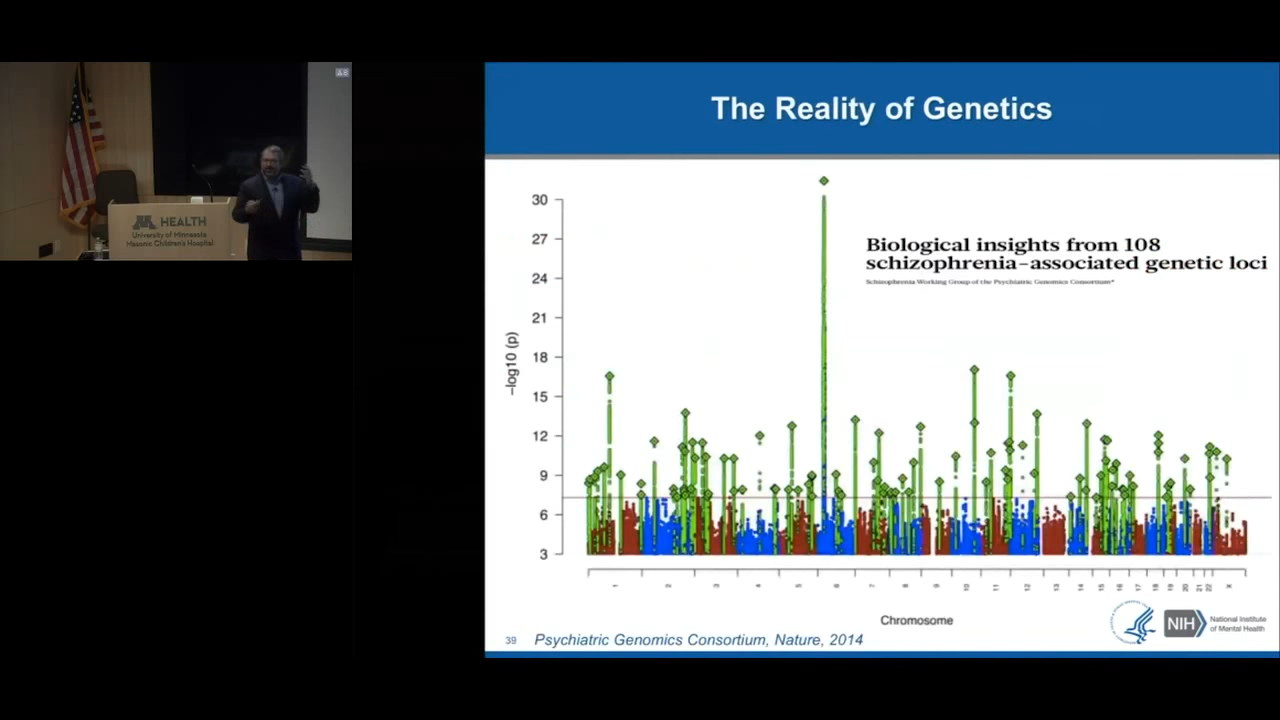 HEALTH
University of Minnesota
Masonic Children's Hospital
The Reality of Genetics
Biological insights from 108
schizophrenia-associated genetic loci
Schizophrenia Working Group of the Psychiatric Genomics Consortium*
30
27
24
21
18
15
12
9
6
3
−log10 (p)
1 2 3 4 5 6 7 8 9 10 11 12 13 14 15 16 17 18 19 20 21 22 X
Chromosome
NIH
National Institute
of Mental Health
39 Psychiatric Genomics Consortium, Nature, 2014